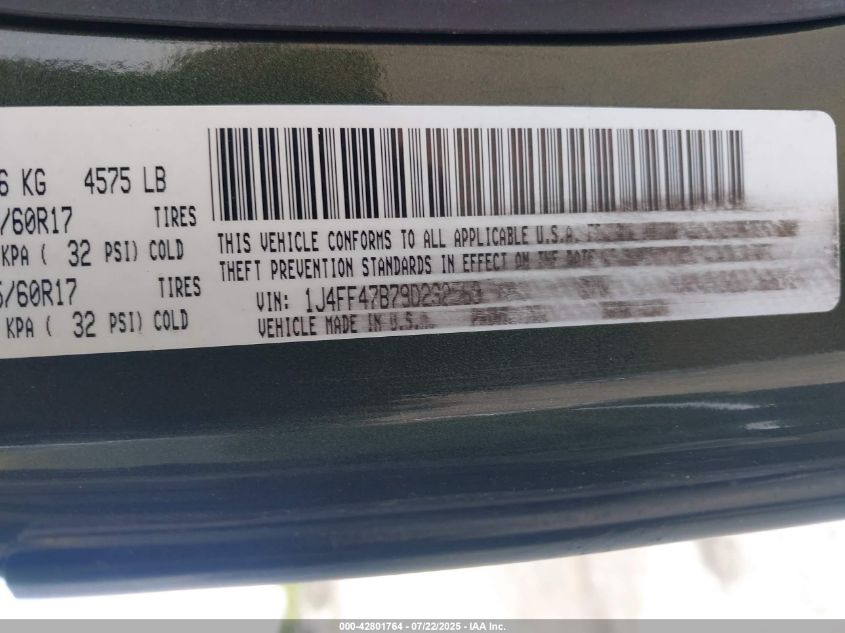 6 KG 4575 LB
/60R17 TIRES
KPA ( 32 PSI) COLD
5/60R17 TIRES
KPA ( 32 PSI) COLD
THIS VEHICLE CONFORMS TO ALL APPLICABLE U.S.A.
THEFT PREVENTION STANDARDS IN EFFECT ON THE DATE
VIN:
VEHICLE MADE IN U.S.A.
000-42801764 - 07/22/2025 - IAA Inc.